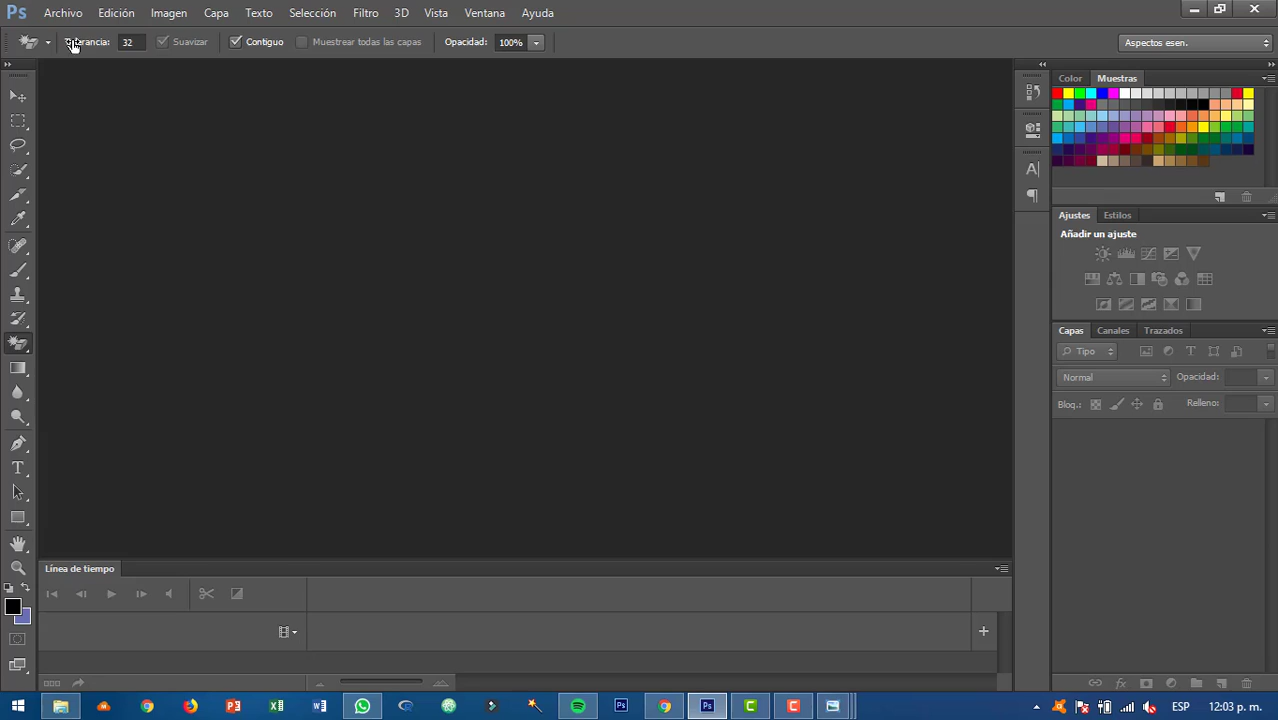 Ps Archivo Edición Imagen Capa Texto Selección Filtro 3D Vista Ventana Ayuda
Tolerancia: 32 Suavizar Contiguo Muestrear todas las capas Opacidad: 100% Aspectos esen.
Color Muestras
Ajustes Estilos
Añadir un ajuste
Capas Canales Trazados
Tipo
Normal Opacidad:
Bloq.: Relleno:
Línea de tiempo
ESP 12:03 p. m.